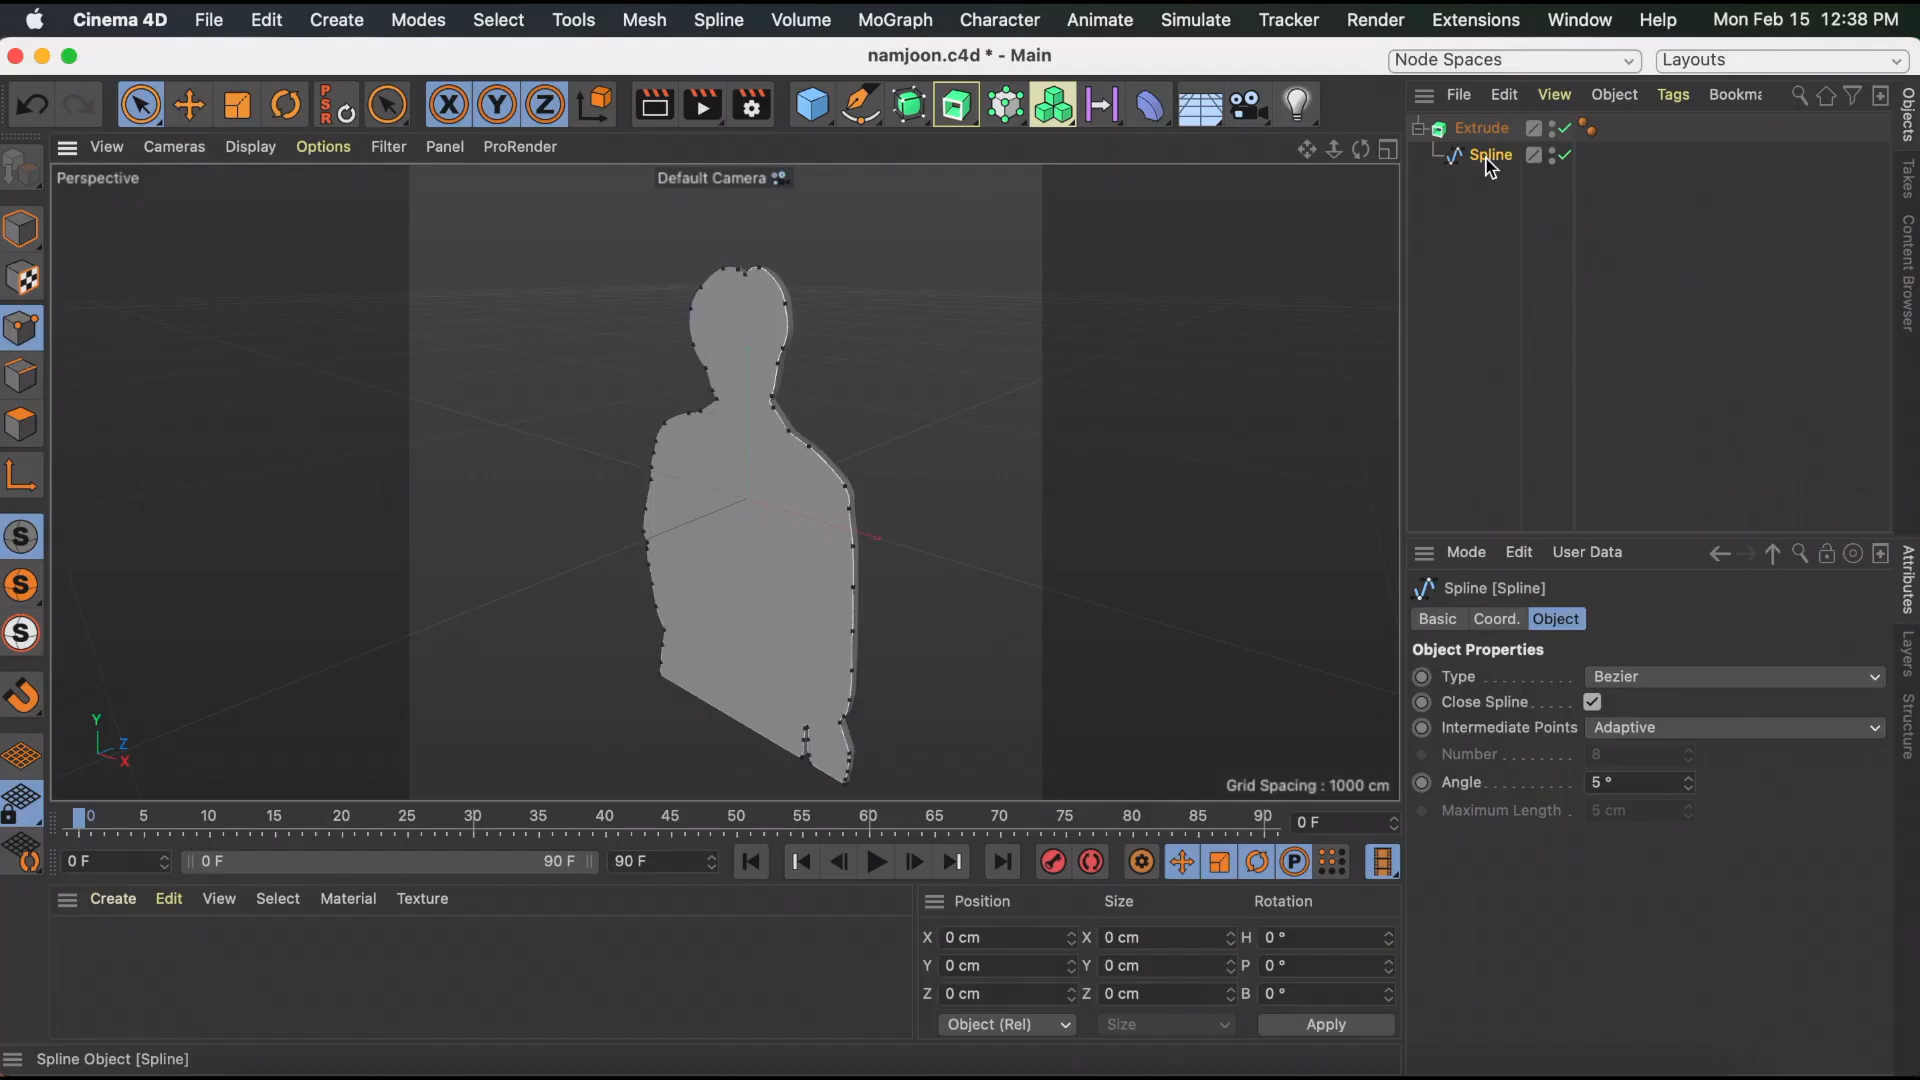 Cinema 4D File Edit Create Modes Select Tools Mesh Spline Volume MoGraph Character Animate Simulate Tracker Render Extensions Window Help Mon Feb 15 12:38 PM
namjoon.c4d * - Main
Node Spaces
Layouts
PSR
X Y Z
File Edit View Object Tags Bookma
Extrude
Spline
View Cameras Display Options Filter Panel ProRender
Perspective
Default Camera
Y
Z
X
Grid Spacing : 1000 cm
S
S
S
Objects
Takes
Content Browser
Mode Edit User Data
Spline [Spline]
Basic Coord. Object
Object Properties
Type . . . . . . . . . . Bezier
Close Spline. . . . .
Intermediate Points Adaptive
Number . . . . . . . 8
Angle. . . . . . . . . 5 °
Maximum Length . 5 cm
Attributes
Layers
Structure
0 5 10 15 20 25 30 35 40 45 50 55 60 65 70 75 80 85 90 0 F
0 F 0 F 90 F 90 F
P
Create Edit View Select Material Texture
Position Size Rotation
X 0 cm X 0 cm H 0 °
Y 0 cm Y 0 cm P 0 °
Z 0 cm Z 0 cm B 0 °
Object (Rel) Size Apply
Spline Object [Spline]